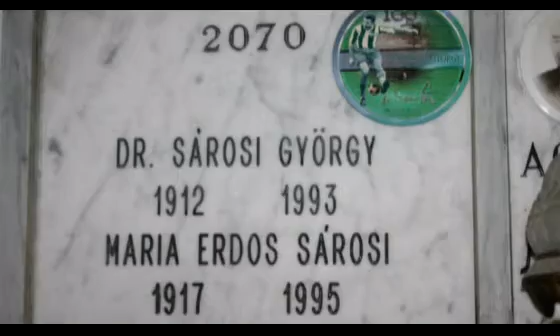 2070
DR. SÁROSI GYÖRGY
1912 1993
MARIA ERDOS SÁROSI
1917 1995